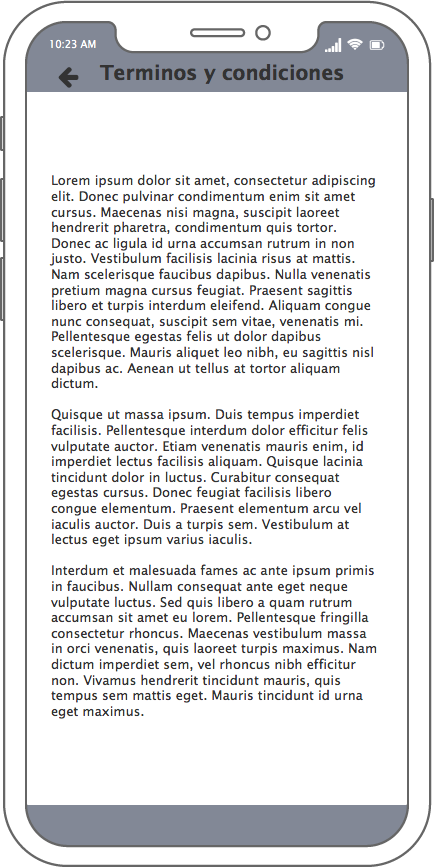 10:23 AM
Terminos y condiciones
Lorem ipsum dolor sit amet, consectetur adipiscing
elit. Donec pulvinar condimentum enim sit amet
cursus. Maecenas nisi magna, suscipit laoreet
hendrerit pharetra, condimentum quis tortor.
Donec ac ligula id urna accumsan rutrum in non
justo. Vestibulum facilisis lacinia risus at mattis.
Nam scelerisque faucibus dapibus. Nulla venenatis
pretium magna cursus feugiat. Praesent sagittis
libero et turpis interdum eleifend. Aliquam congue
nunc consequat, suscipit sem vitae, venenatis mi.
Pellentesque egestas felis ut dolor dapibus
scelerisque. Mauris aliquet leo nibh, eu sagittis nisl
dapibus ac. Aenean ut tellus at tortor aliquam
dictum.
Quisque ut massa ipsum. Duis tempus imperdiet
facilisis. Pellentesque interdum dolor efficitur felis
vulputate auctor. Etiam venenatis mauris enim, id
imperdiet lectus facilisis aliquam. Quisque lacinia
tincidunt dolor in luctus. Curabitur consequat
egestas cursus. Donec feugiat facilisis libero
congue elementum. Praesent elementum arcu vel
iaculis auctor. Duis a turpis sem. Vestibulum at
lectus eget ipsum varius iaculis.
Interdum et malesuada fames ac ante ipsum primis
in faucibus. Nullam consequat ante eget neque
vulputate luctus. Sed quis libero a quam rutrum
accumsan sit amet eu lorem. Pellentesque fringilla
consectetur rhoncus. Maecenas vestibulum massa
in orci venenatis, quis laoreet turpis maximus. Nam
dictum imperdiet sem, vel rhoncus nibh efficitur
non. Vivamus hendrerit tincidunt mauris, quis
tempus sem mattis eget. Mauris tincidunt id urna
eget maximus.